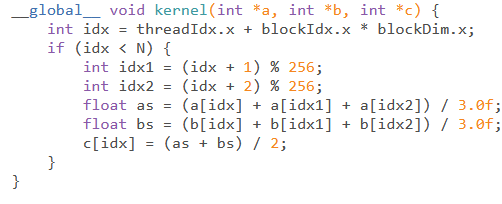 __global__ void kernel(int *a, int *b, int *c) {
    int idx = threadIdx.x + blockIdx.x * blockDim.x;
    if (idx < N) {
        int idx1 = (idx + 1) % 256;
        int idx2 = (idx + 2) % 256;
        float as = (a[idx] + a[idx1] + a[idx2]) / 3.0f;
        float bs = (b[idx] + b[idx1] + b[idx2]) / 3.0f;
        c[idx] = (as + bs) / 2;
    }
}